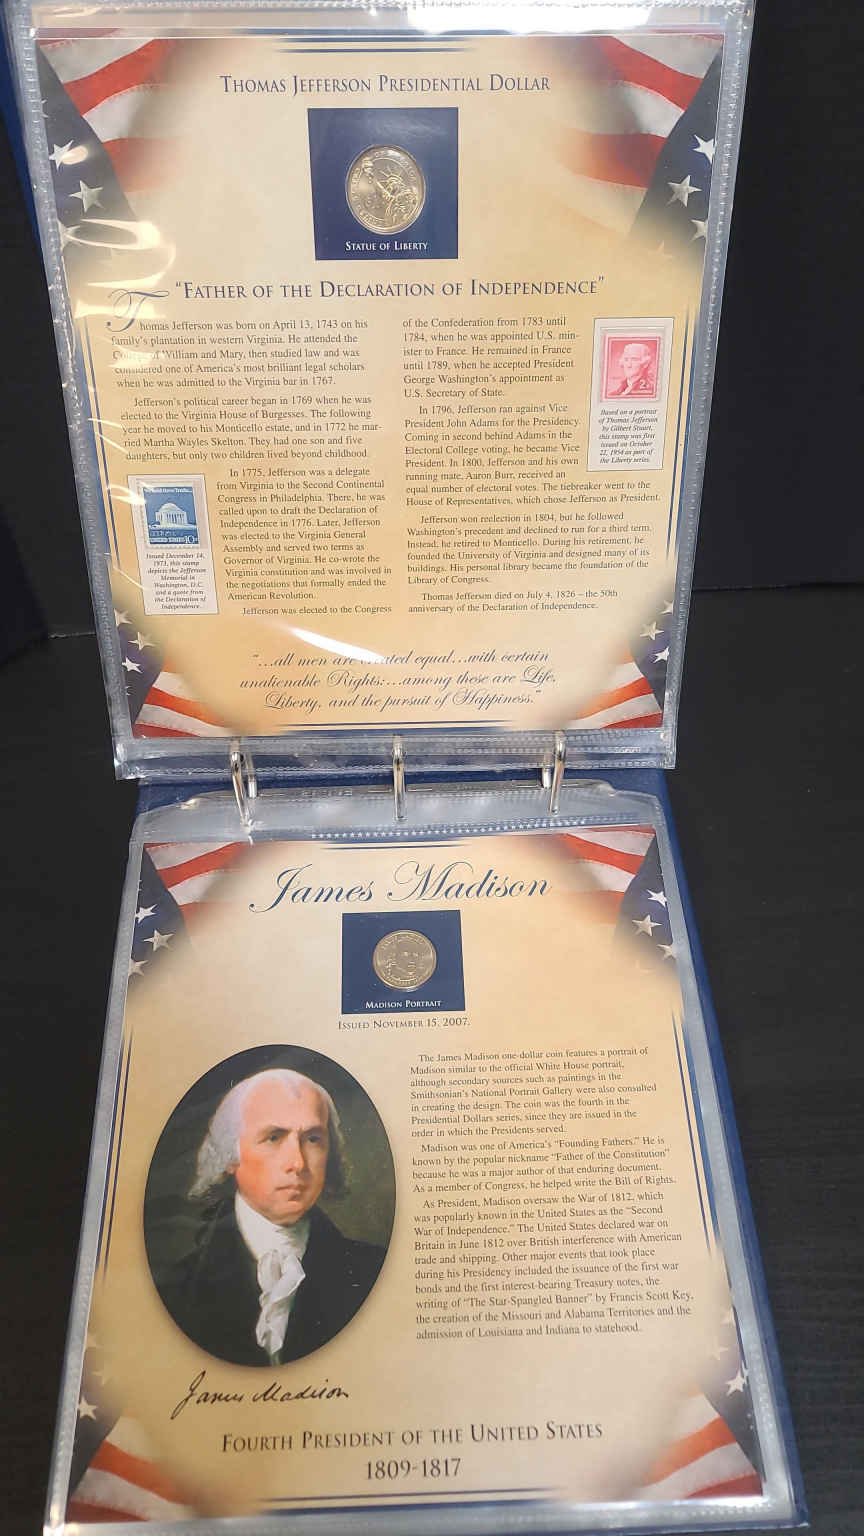 THOMAS JEFFERSON PRESIDENTIAL DOLLAR
STATUE OF LIBERTY
"FATHER OF THE DECLARATION OF INDEPENDENCE"
Thomas Jefferson was born on April 13, 1743 on his
family's plantation in western Virginia. He attended the
College of William and Mary, then studied law and was
considered one of America's most brilliant legal scholars
when he was admitted to the Virginia bar in 1767.
Jefferson's political career began in 1769 when he was
elected to the Virginia House of Burgesses. The following
year he moved to his Monticello estate, and in 1772 he mar-
ried Martha Wayles Skelton. They had one son and five
daughters, but only two children lived beyond childhood.
In 1775, Jefferson was a delegate
from Virginia to the Second Continental
Congress in Philadelphia. There, he was
called upon to draft the Declaration of
Independence in 1776. Later, Jefferson
was elected to the Virginia General
Assembly and served two terms as
Governor of Virginia. He co-wrote the
Virginia constitution and was involved in
the negotiations that formally ended the
American Revolution.
Jefferson was elected to the Congress
10c
Issued December 14,
1973, this stamp
depicts the Jefferson
Memorial in
Washington, D.C.
and a quote from
the Declaration of
Independence.
of the Confederation from 1783 until
1784, when he was appointed U.S. min-
ister to France. He remained in France
until 1789, when he accepted President
George Washington's appointment as
U.S. Secretary of State.
In 1796, Jefferson ran against Vice
President John Adams for the Presidency.
Coming in second behind Adams in the
Electoral College voting, he became Vice
President. In 1800, Jefferson and his own
running mate, Aaron Burr, received an
equal number of electoral votes. The tiebreaker went to the
House of Representatives, which chose Jefferson as President.
Jefferson won reelection in 1804, but he followed
Washington's precedent and declined to run for a third term.
Instead, he retired to Monticello. During his retirement, he
founded the University of Virginia and designed many of its
buildings. His personal library became the foundation of the
Library of Congress.
Thomas Jefferson died on July 4, 1826 – the 50th
anniversary of the Declaration of Independence.
2c
Based on a portrait
of Thomas Jefferson
by Gilbert Stuart,
this stamp was first
issued on October
22, 1954 as part of
the Liberty series.
"...all men are created equal...with certain
unalienable Rights:...among these are Life,
Liberty, and the pursuit of Happiness."
James Madison
MADISON PORTRAIT
ISSUED NOVEMBER 15, 2007.
The James Madison one-dollar coin features a portrait of
Madison similar to the official White House portrait,
although secondary sources such as paintings in the
Smithsonian's National Portrait Gallery were also consulted
in creating the design. The coin was the fourth in the
Presidential Dollars series, since they are issued in the
order in which the Presidents served.
Madison was one of America's "Founding Fathers." He is
known by the popular nickname "Father of the Constitution"
because he was a major author of that enduring document.
As a member of Congress, he helped write the Bill of Rights.
As President, Madison oversaw the War of 1812, which
was popularly known in the United States as the "Second
War of Independence." The United States declared war on
Britain in June 1812 over British interference with American
trade and shipping. Other major events that took place
during his Presidency included the issuance of the first war
bonds and the first interest-bearing Treasury notes, the
writing of "The Star-Spangled Banner" by Francis Scott Key,
the creation of the Missouri and Alabama Territories and the
admission of Louisiana and Indiana to statehood.
James Madison
FOURTH PRESIDENT OF THE UNITED STATES
1809-1817